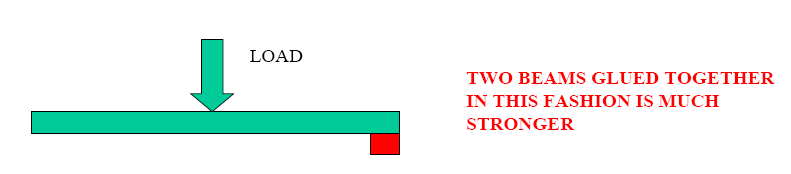 LOAD
TWO BEAMS GLUED TOGETHER
IN THIS FASHION IS MUCH
STRONGER